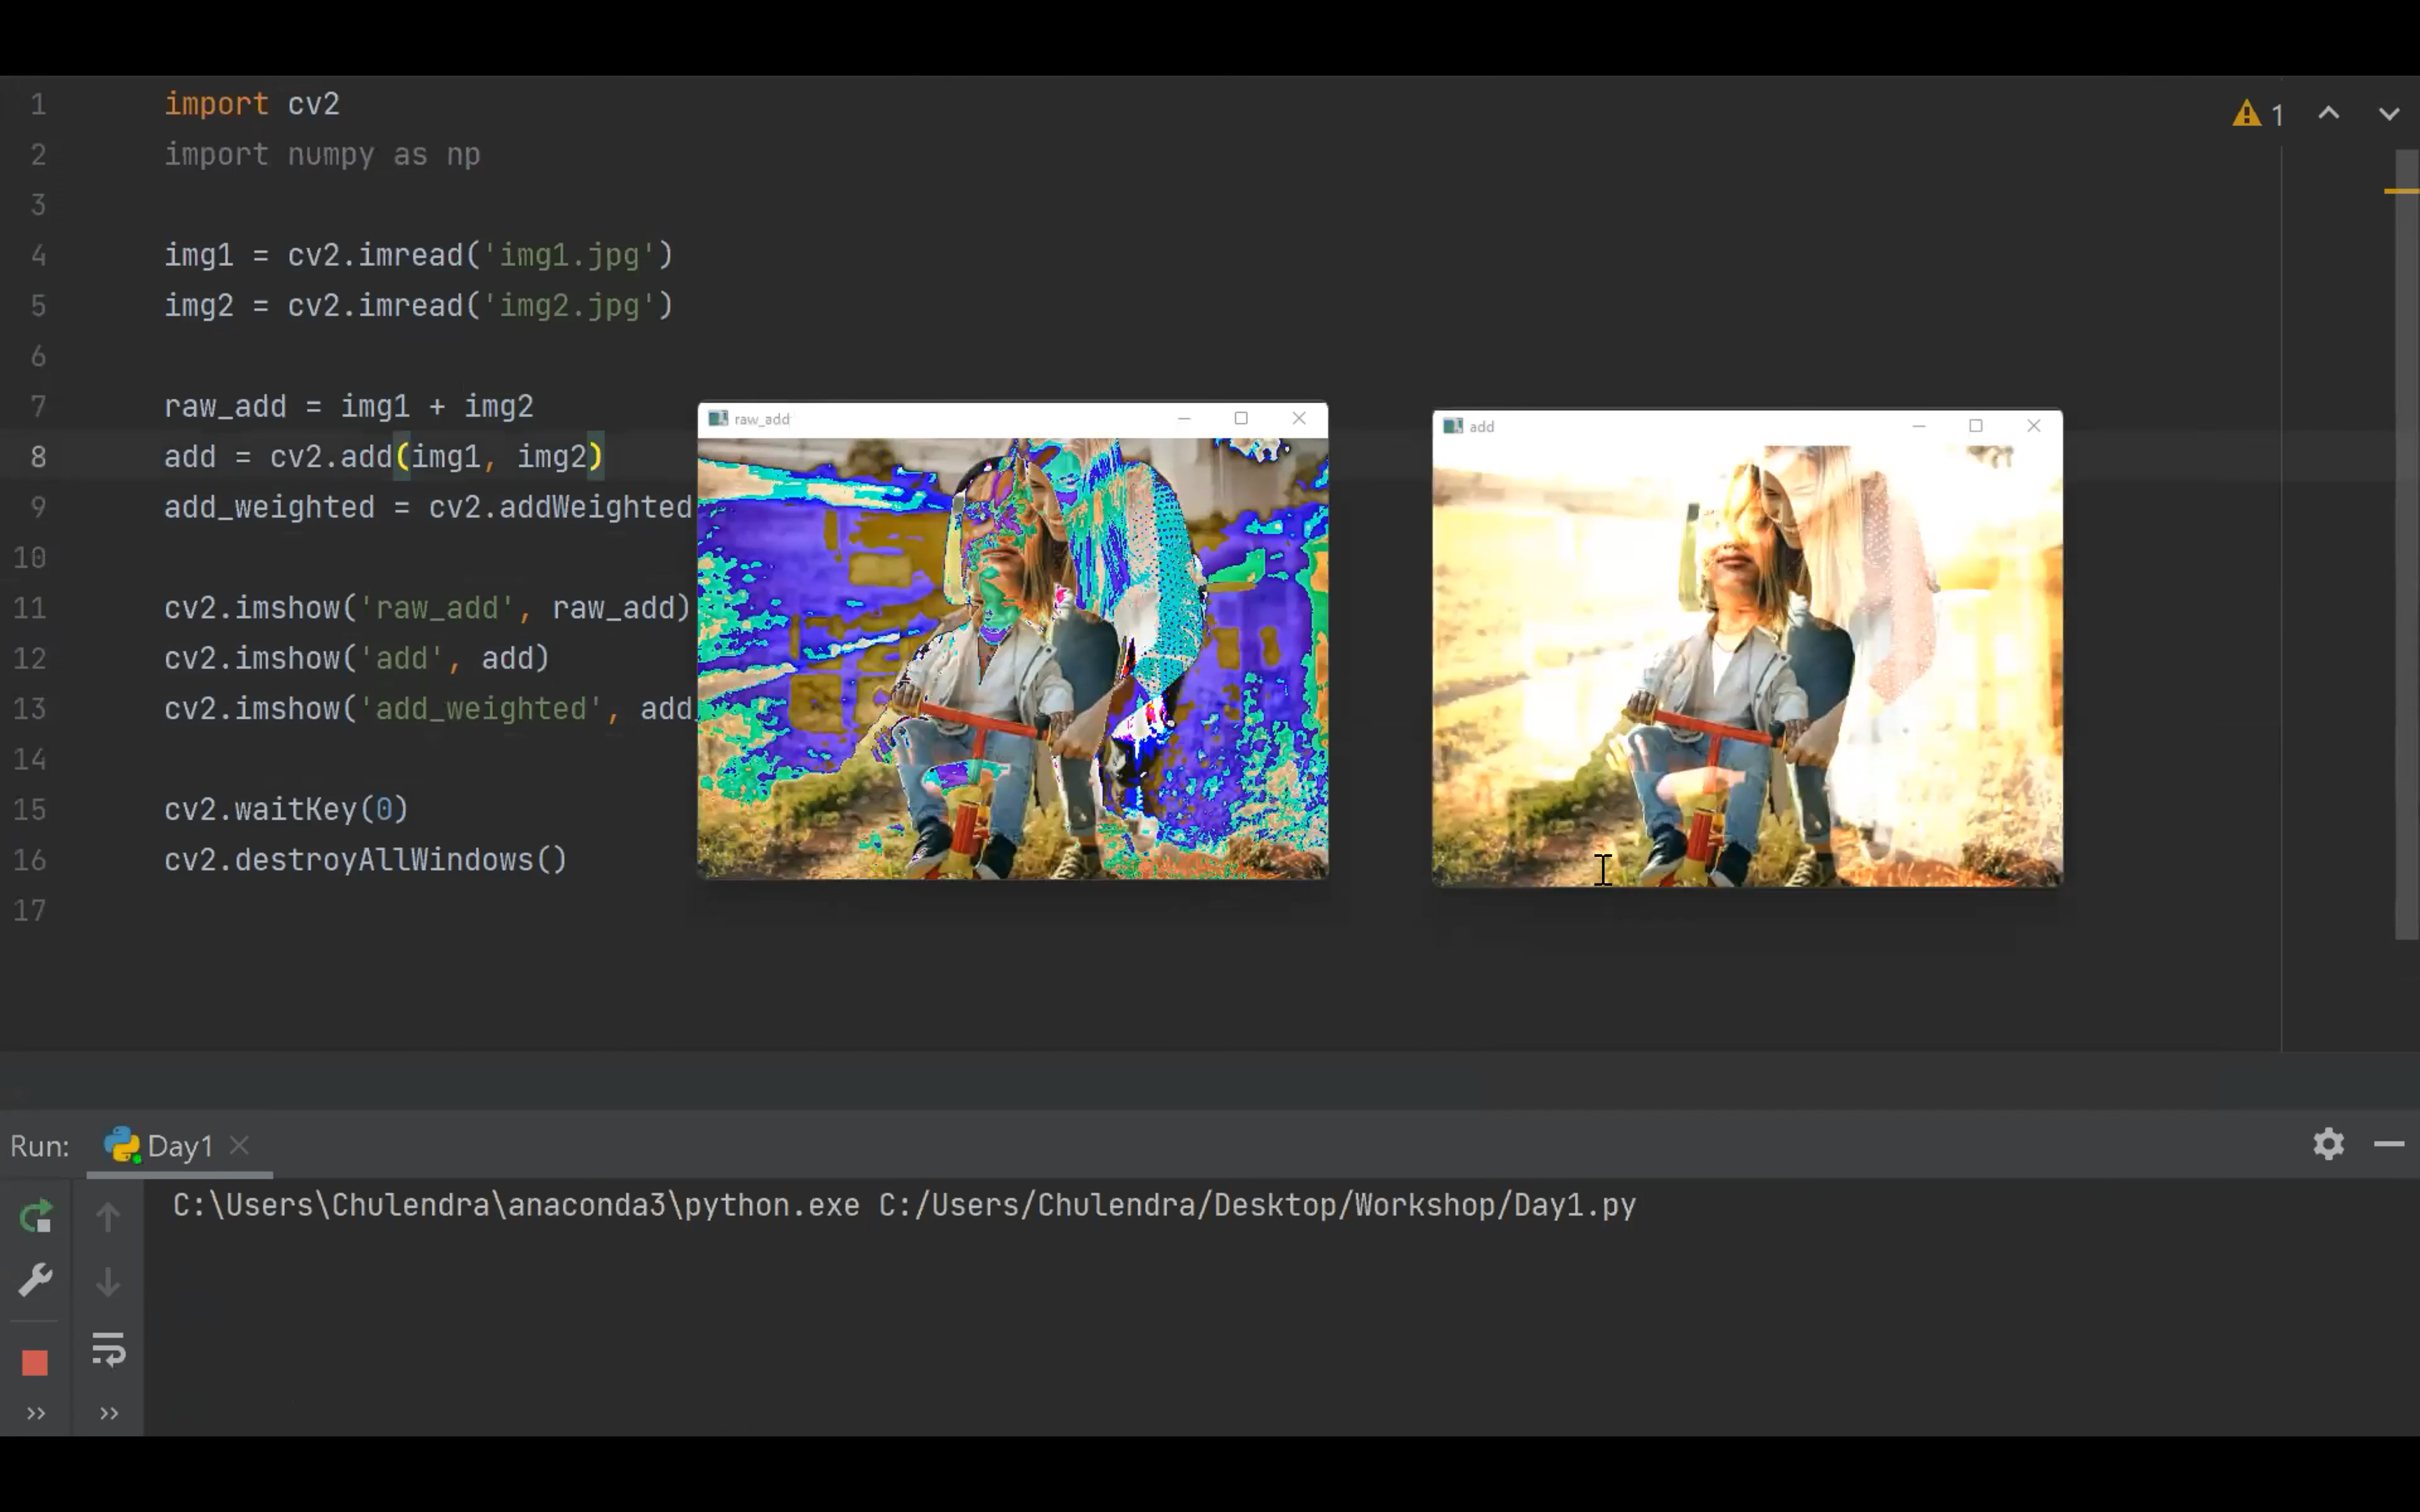 1 import cv2
2 import numpy as np
3
4 img1 = cv2.imread('img1.jpg')
5 img2 = cv2.imread('img2.jpg')
6
7 raw_add = img1 + img2
8 add = cv2.add(img1, img2)
9 add_weighted = cv2.addWeighted
10
11 cv2.imshow('raw_add', raw_add)
12 cv2.imshow('add', add)
13 cv2.imshow('add_weighted', add_
14
15 cv2.waitKey(0)
16 cv2.destroyAllWindows()
17
1
raw_add
add
Run: Day1
C:\Users\Chulendra\anaconda3\python.exe C:/Users/Chulendra/Desktop/Workshop/Day1.py